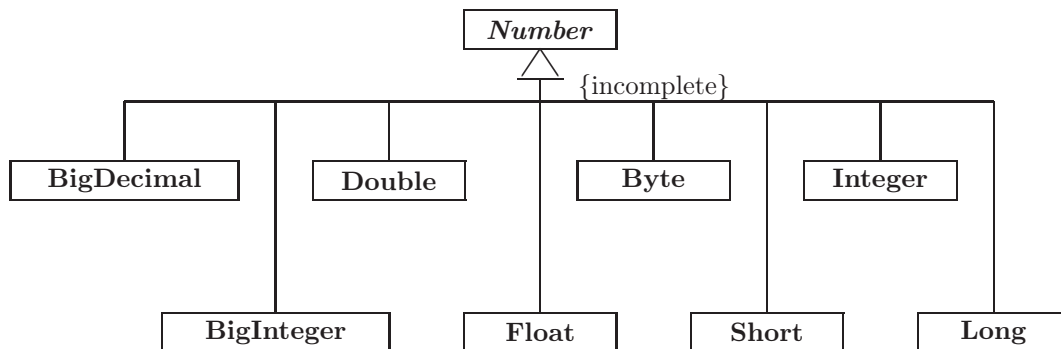 Number
{incomplete}
BigDecimal
Double
Byte
Integer
BigInteger
Float
Short
Long